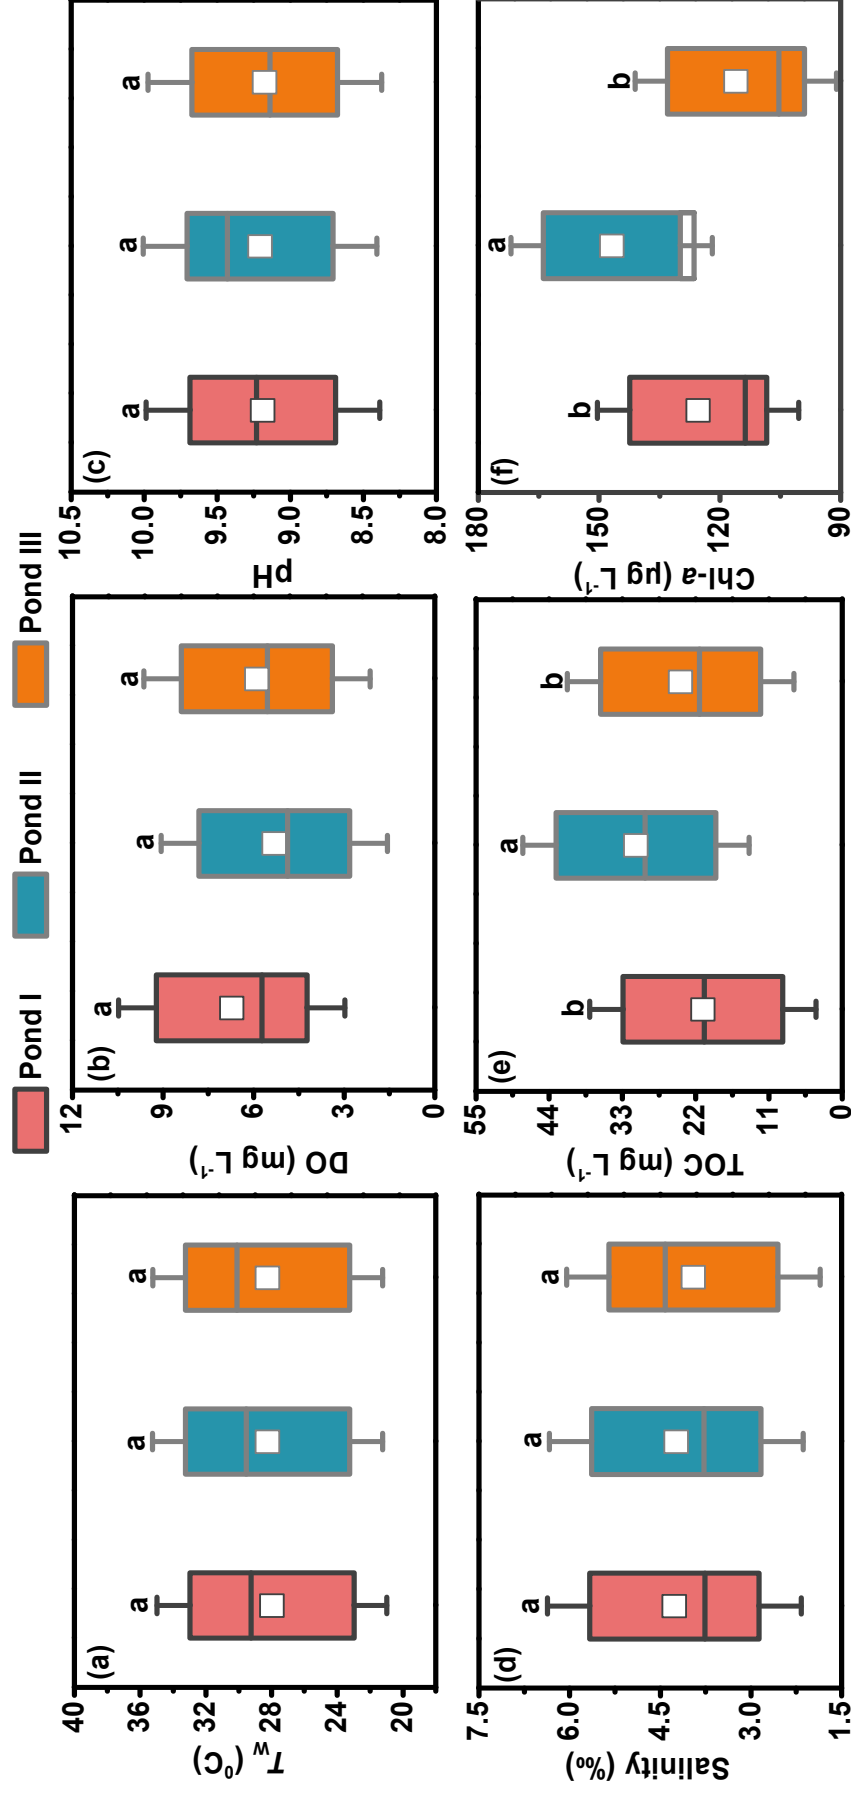 Pond I Pond II Pond III
(a)
40
36
32
28
24
20
T_W (⁰C)
a a a
(b)
12
9
6
3
0
DO (mg L⁻¹)
a a a
(c)
10.5
10.0
9.5
9.0
8.5
8.0
pH
a a a
(d)
7.5
6.0
4.5
3.0
1.5
Salinity (‰)
a a a
(e)
55
44
33
22
11
0
TOC (mg L⁻¹)
b a b
(f)
180
150
120
90
Chl-a (μg L⁻¹)
b a b